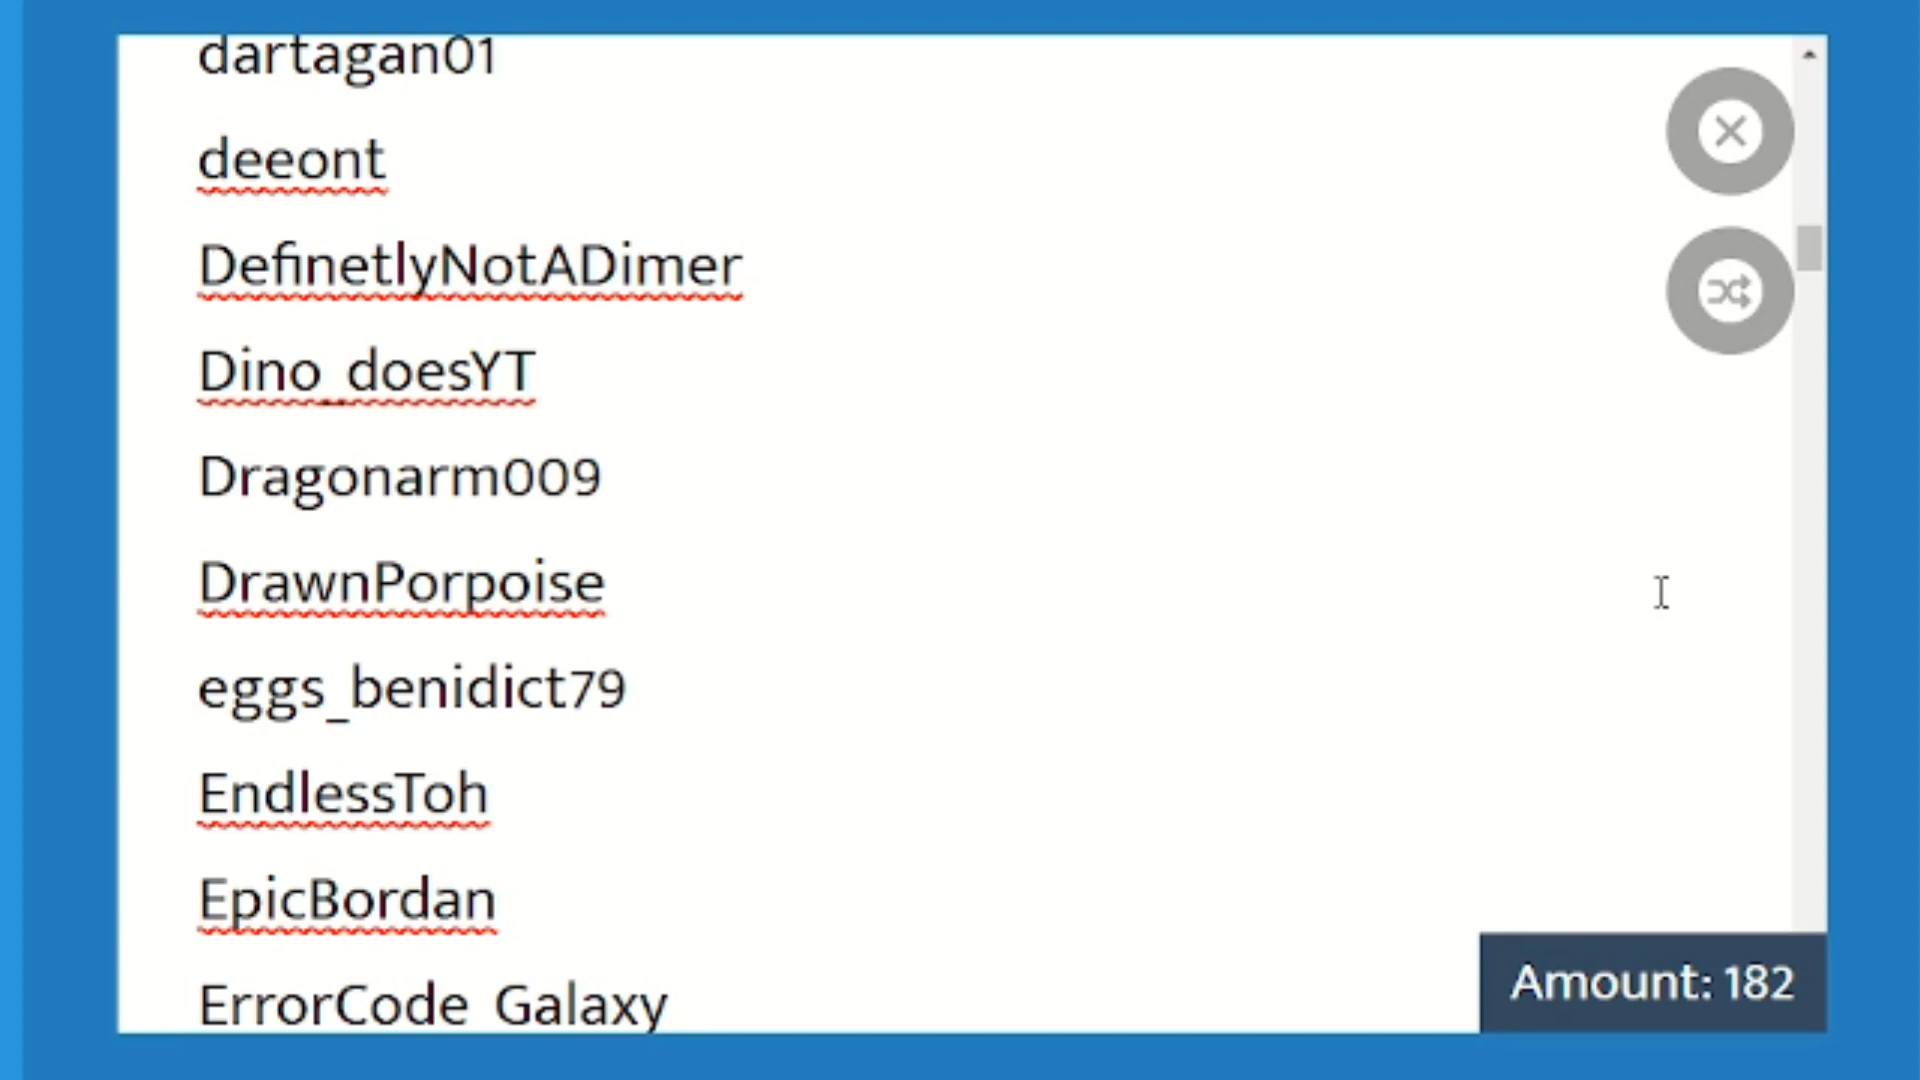 dartagan01
deeont
DefinetlyNotADimer
Dino_doesYT
Dragonarm009
DrawnPorpoise
eggs_benidict79
EndlessToh
EpicBordan
ErrorCode_Galaxy
Amount: 182